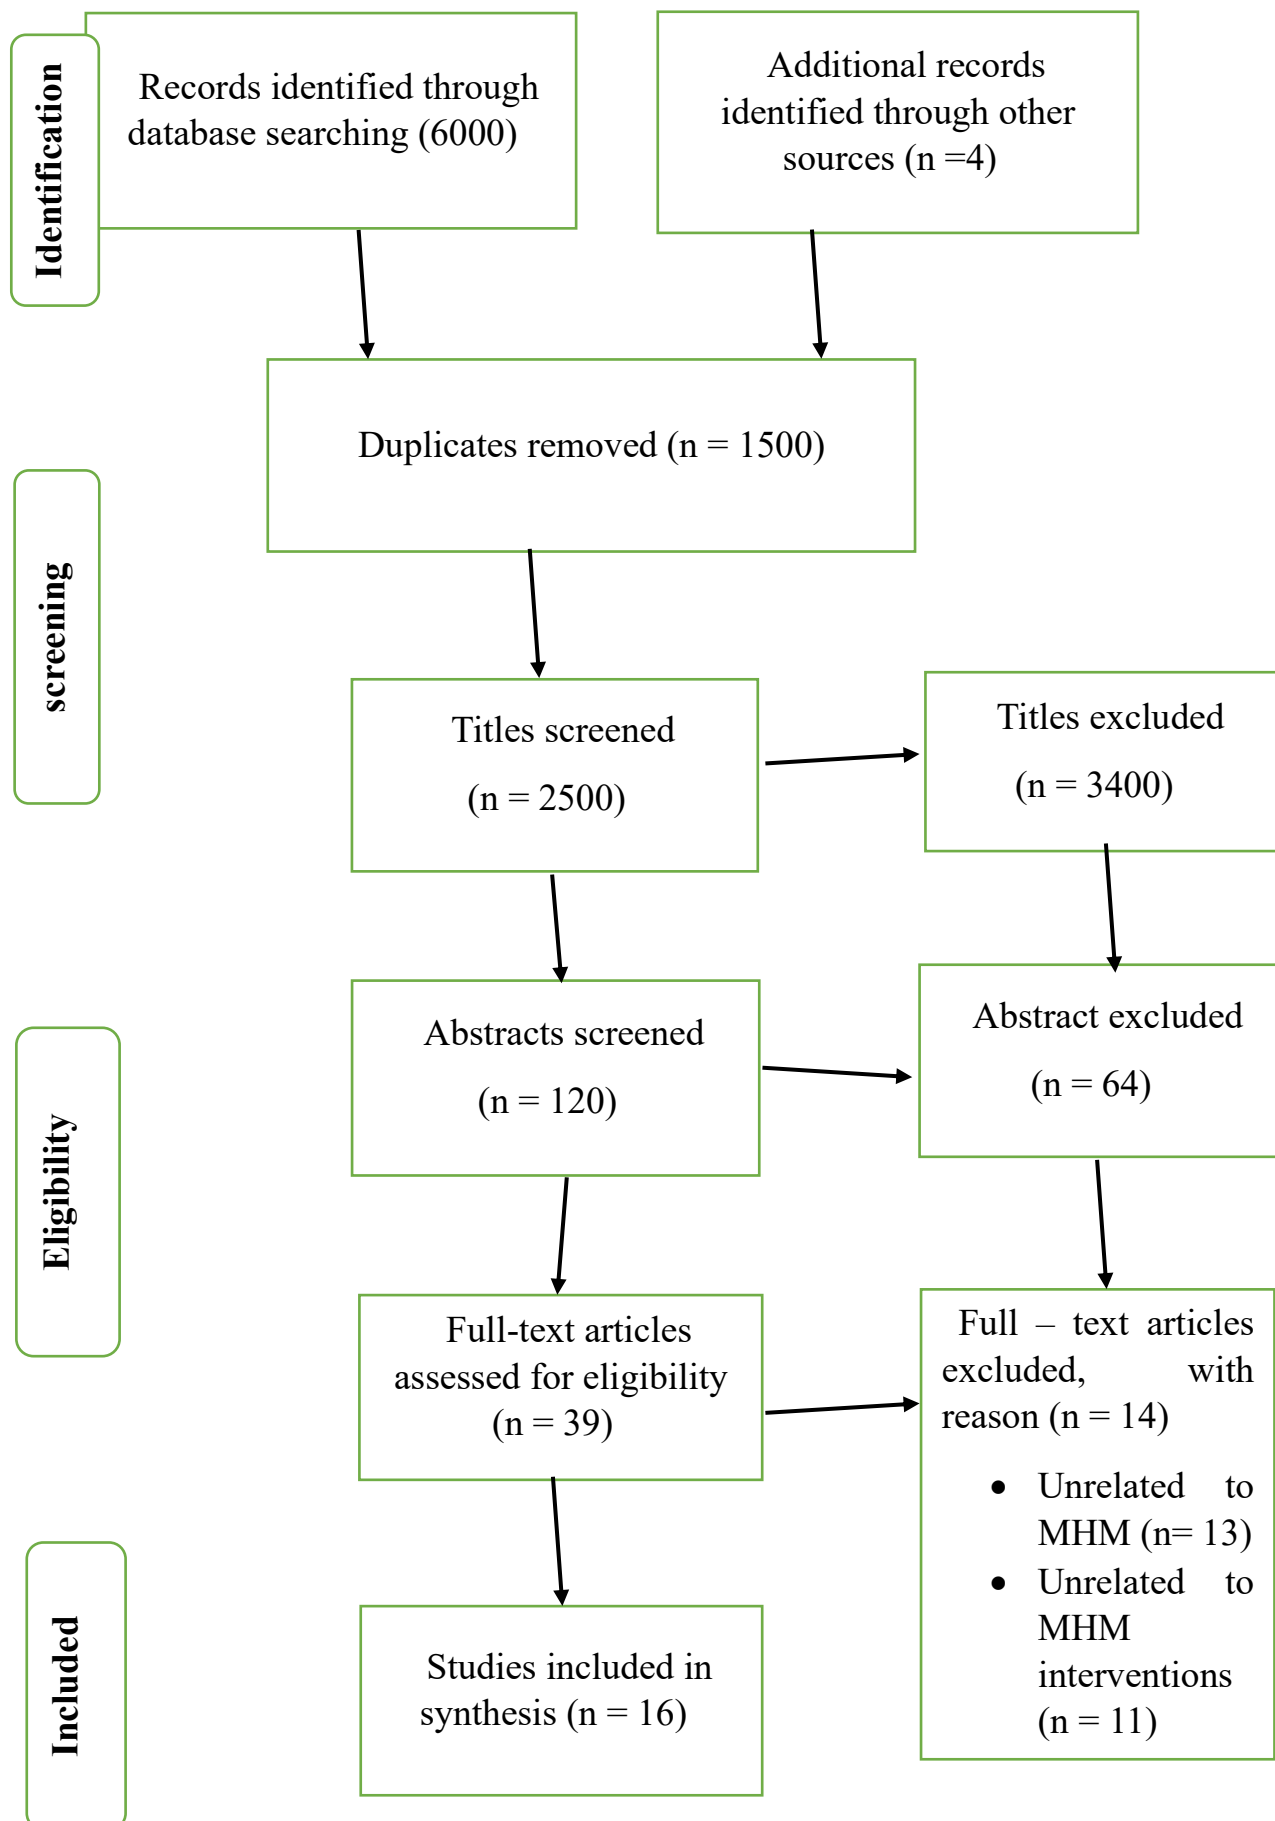 Identification
Records identified through
database searching (6000)
Additional records
identified through other
sources (n =4)
Duplicates removed (n = 1500)
screening
Titles screened
(n = 2500)
Titles excluded
(n = 3400)
Abstracts screened
(n = 120)
Abstract excluded
(n = 64)
Eligibility
Full-text articles
assessed for eligibility
(n = 39)
Full – text articles
excluded, with
reason (n = 14)
• Unrelated to
MHM (n= 13)
• Unrelated to
MHM
interventions
(n = 11)
Included
Studies included in
synthesis (n = 16)